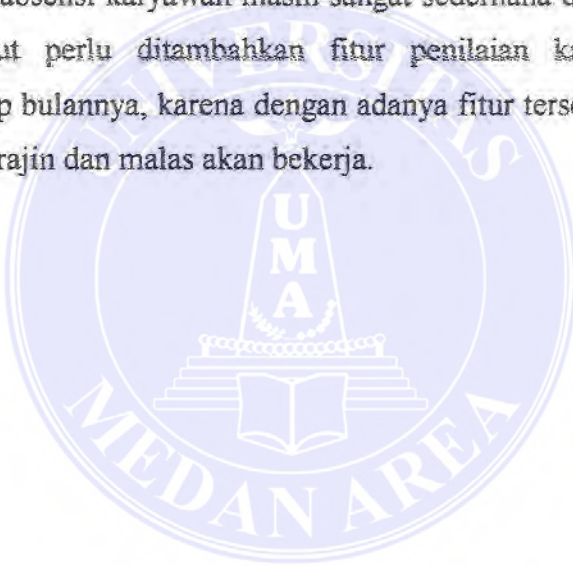 absensi karyawan masih sangat sederhana
perlu ditambahkan fitur penilaian
bulannya, karena dengan adanya fitur
rajin dan malas akan bekerja.
UNIVERSITAS
UMA
MEDAN AREA